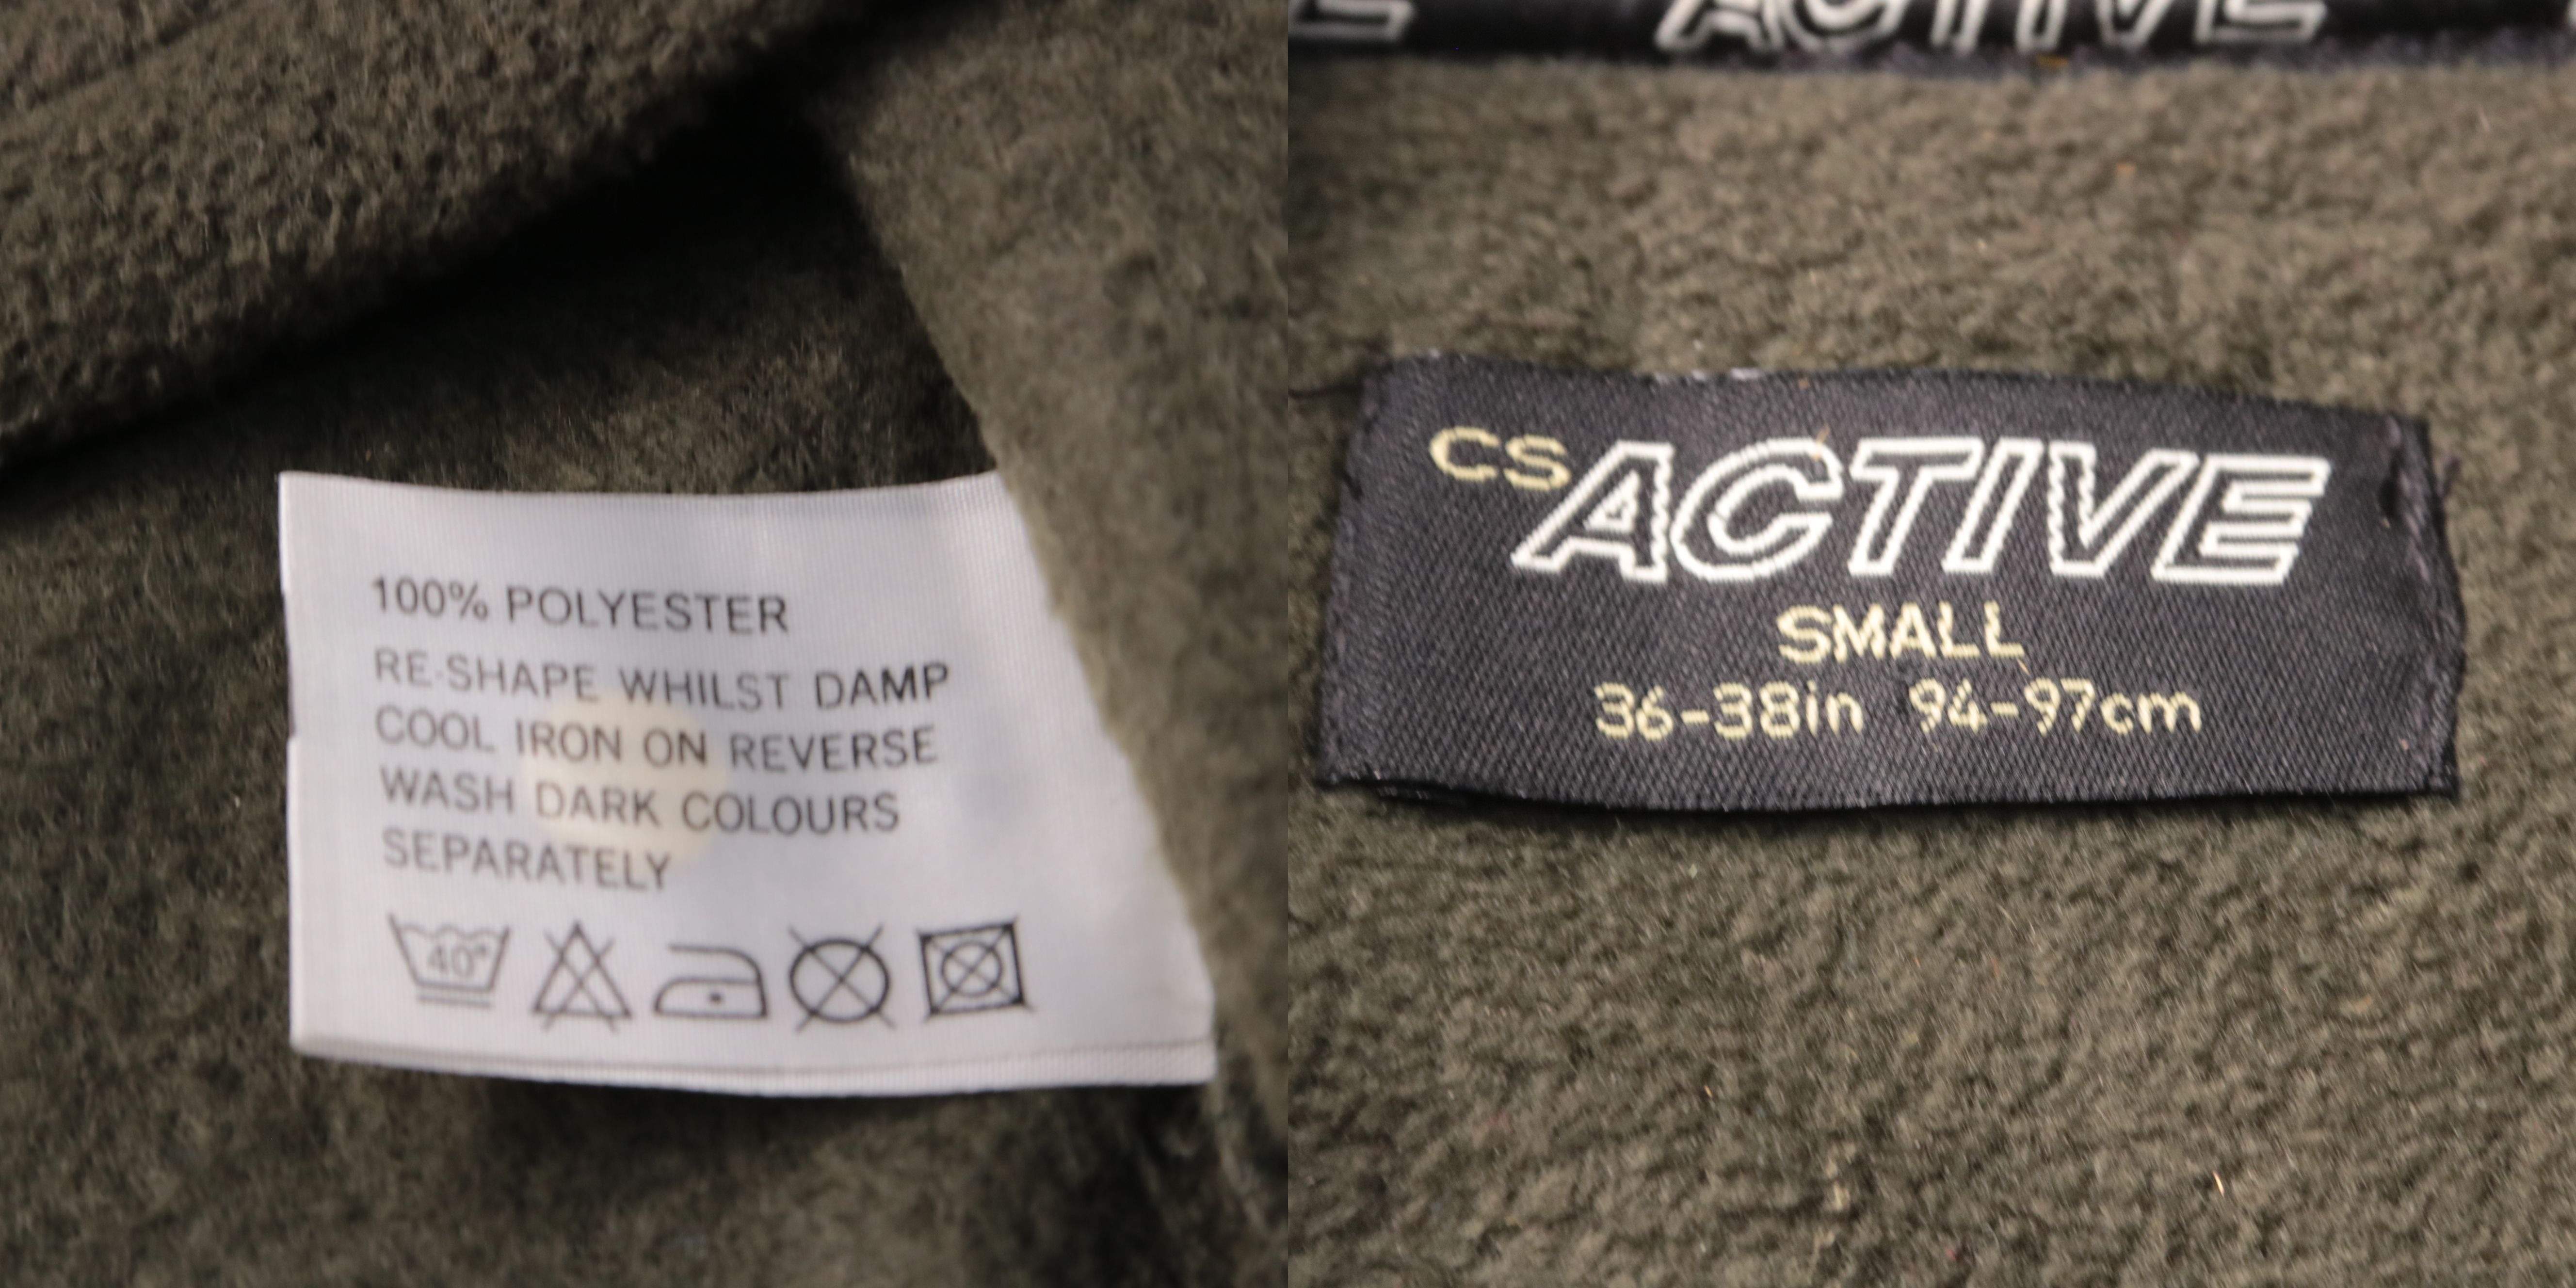 100% POLYESTER
RE-SHAPE WHILST DAMP
COOL IRON ON REVERSE
WASH DARK COLOURS
SEPARATELY
40°
ACTIVE
CS ACTIVE
SMALL
36-38in 94-97cm